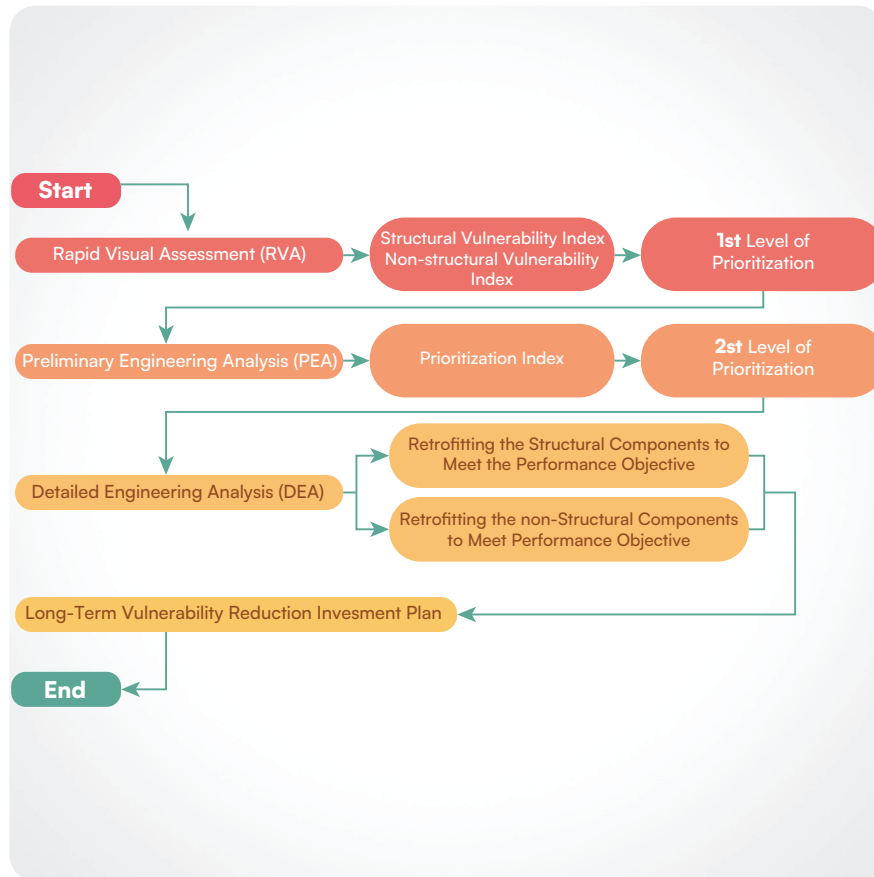 Start
Rapid Visual Assessment (RVA)
Structural Vulnerability Index
Non-structural Vulnerability
Index
1st Level of
Prioritization
Preliminary Engineering Analysis (PEA)
Prioritization Index
2st Level of
Prioritization
Detailed Engineering Analysis (DEA)
Retrofitting the Structural Components to
Meet the Performance Objective
Retrofitting the non-Structural Components
to Meet Performance Objective
Long-Term Vulnerability Reduction Invesment Plan
End